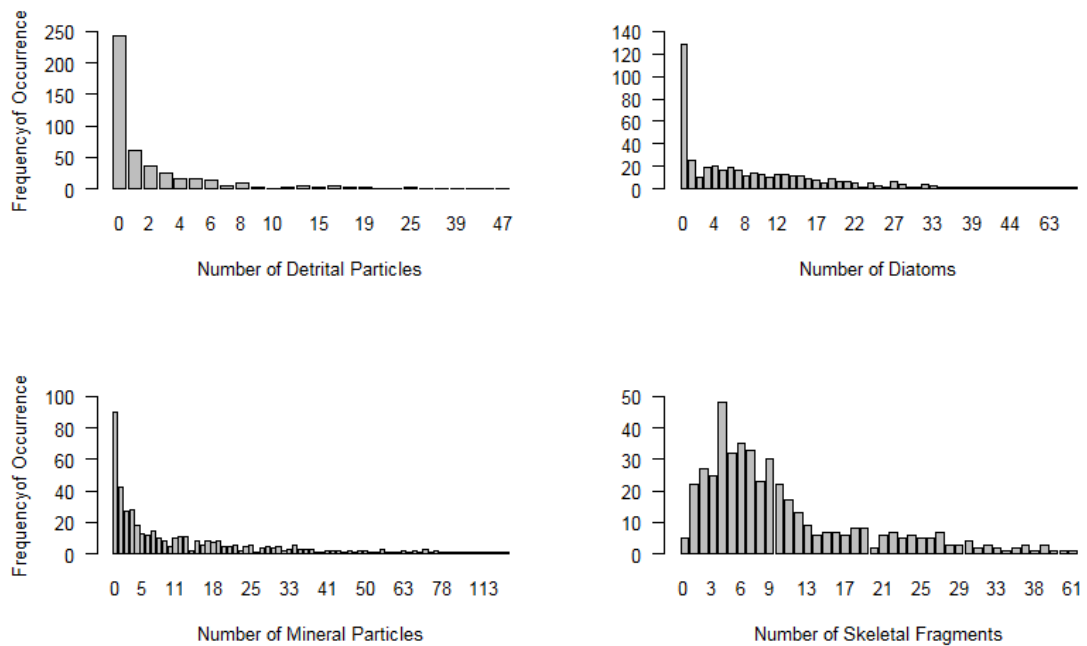 Frequencyof Occurrence
250
200
150
100
50
0
0 2 4 6 8 10 15 19 25 39 47
Number of Detrital Particles
140
120
100
80
60
40
20
0
0 4 8 12 17 22 27 33 39 44 63
Number of Diatoms
Frequencyof Occurrence
100
80
60
40
20
0
0 5 11 18 25 33 41 50 63 78 113
Number of Mineral Particles
50
40
30
20
10
0
0 3 6 9 13 17 21 25 29 33 38 61
Number of Skeletal Fragments